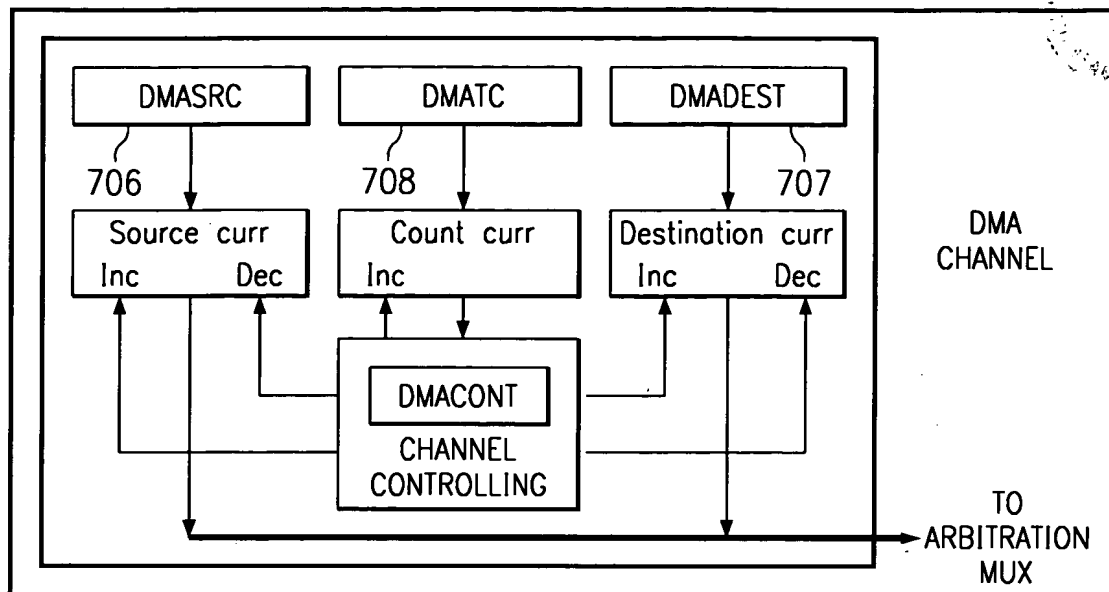 DMASRC
DMATC
DMADEST
706
708
707
Source curr
Inc Dec
Count curr
Inc
Destination curr
Inc Dec
DMA
CHANNEL
DMACONT
CHANNEL
CONTROLLING
TO
ARBITRATION
MUX